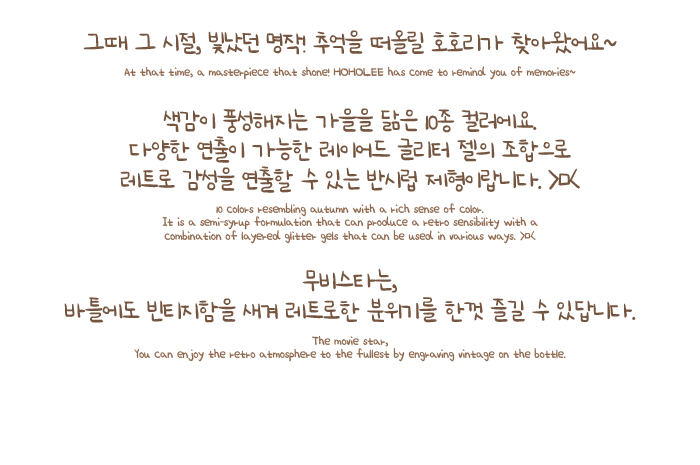 그때 그 시절, 빛났던 명작! 추억을 떠올릴 호호리가 찾아왔어요~
At that time, a masterpiece that shone! HOHOLEE has come to remind you of memories~
색감이 풍성해지는 가을을 닮은 10종 컬러에요.
다양한 연출이 가능한 레이어드 글리터 젤의 조합으로
레트로 감성을 연출할 수 있는 반시럽 제형이랍니다. >ㅁ<
10 colors resembling autumn with a rich sense of color.
It is a semi-syrup formulation that can produce a retro sensibility with a
combination of layered glitter gels that can be used in various ways. >ㅁ<
무비스타는,
바틀에도 빈티지함을 새겨 레트로한 분위기를 한껏 즐길 수 있답니다.
The movie star,
You can enjoy the retro atmosphere to the fullest by engraving vintage on the bottle.